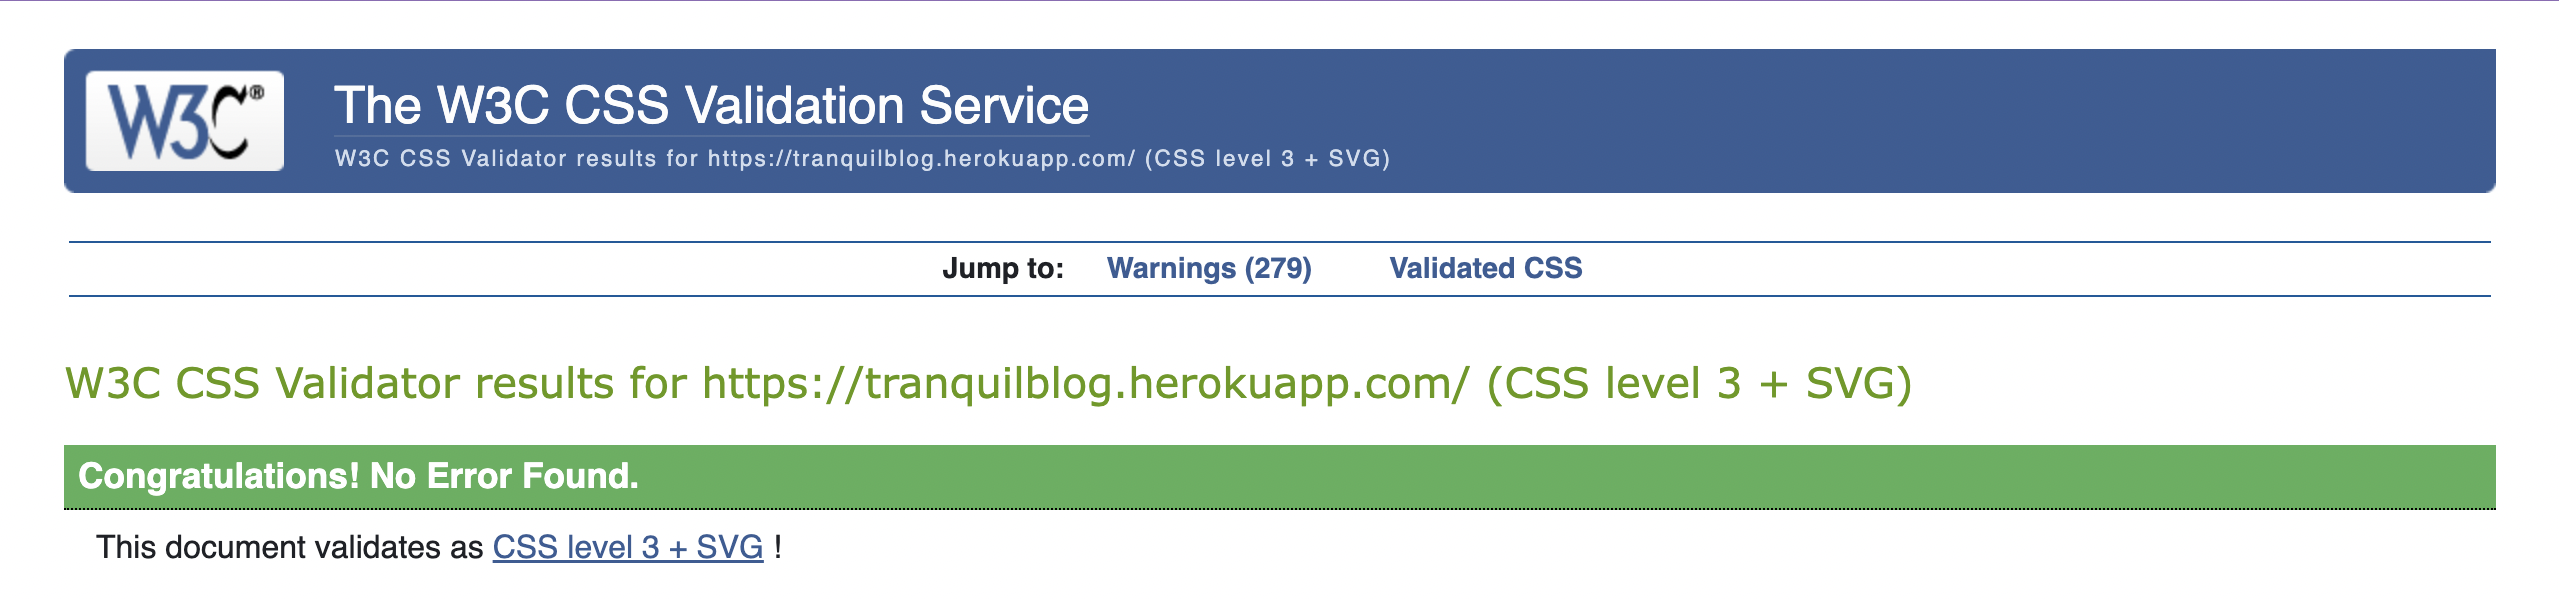 W3C®
The W3C CSS Validation Service
W3C CSS Validator results for https://tranquilblog.herokuapp.com/ (CSS level 3 + SVG)
Jump to: Warnings (279) Validated CSS
W3C CSS Validator results for https://tranquilblog.herokuapp.com/ (CSS level 3 + SVG)
Congratulations! No Error Found.
This document validates as CSS level 3 + SVG !